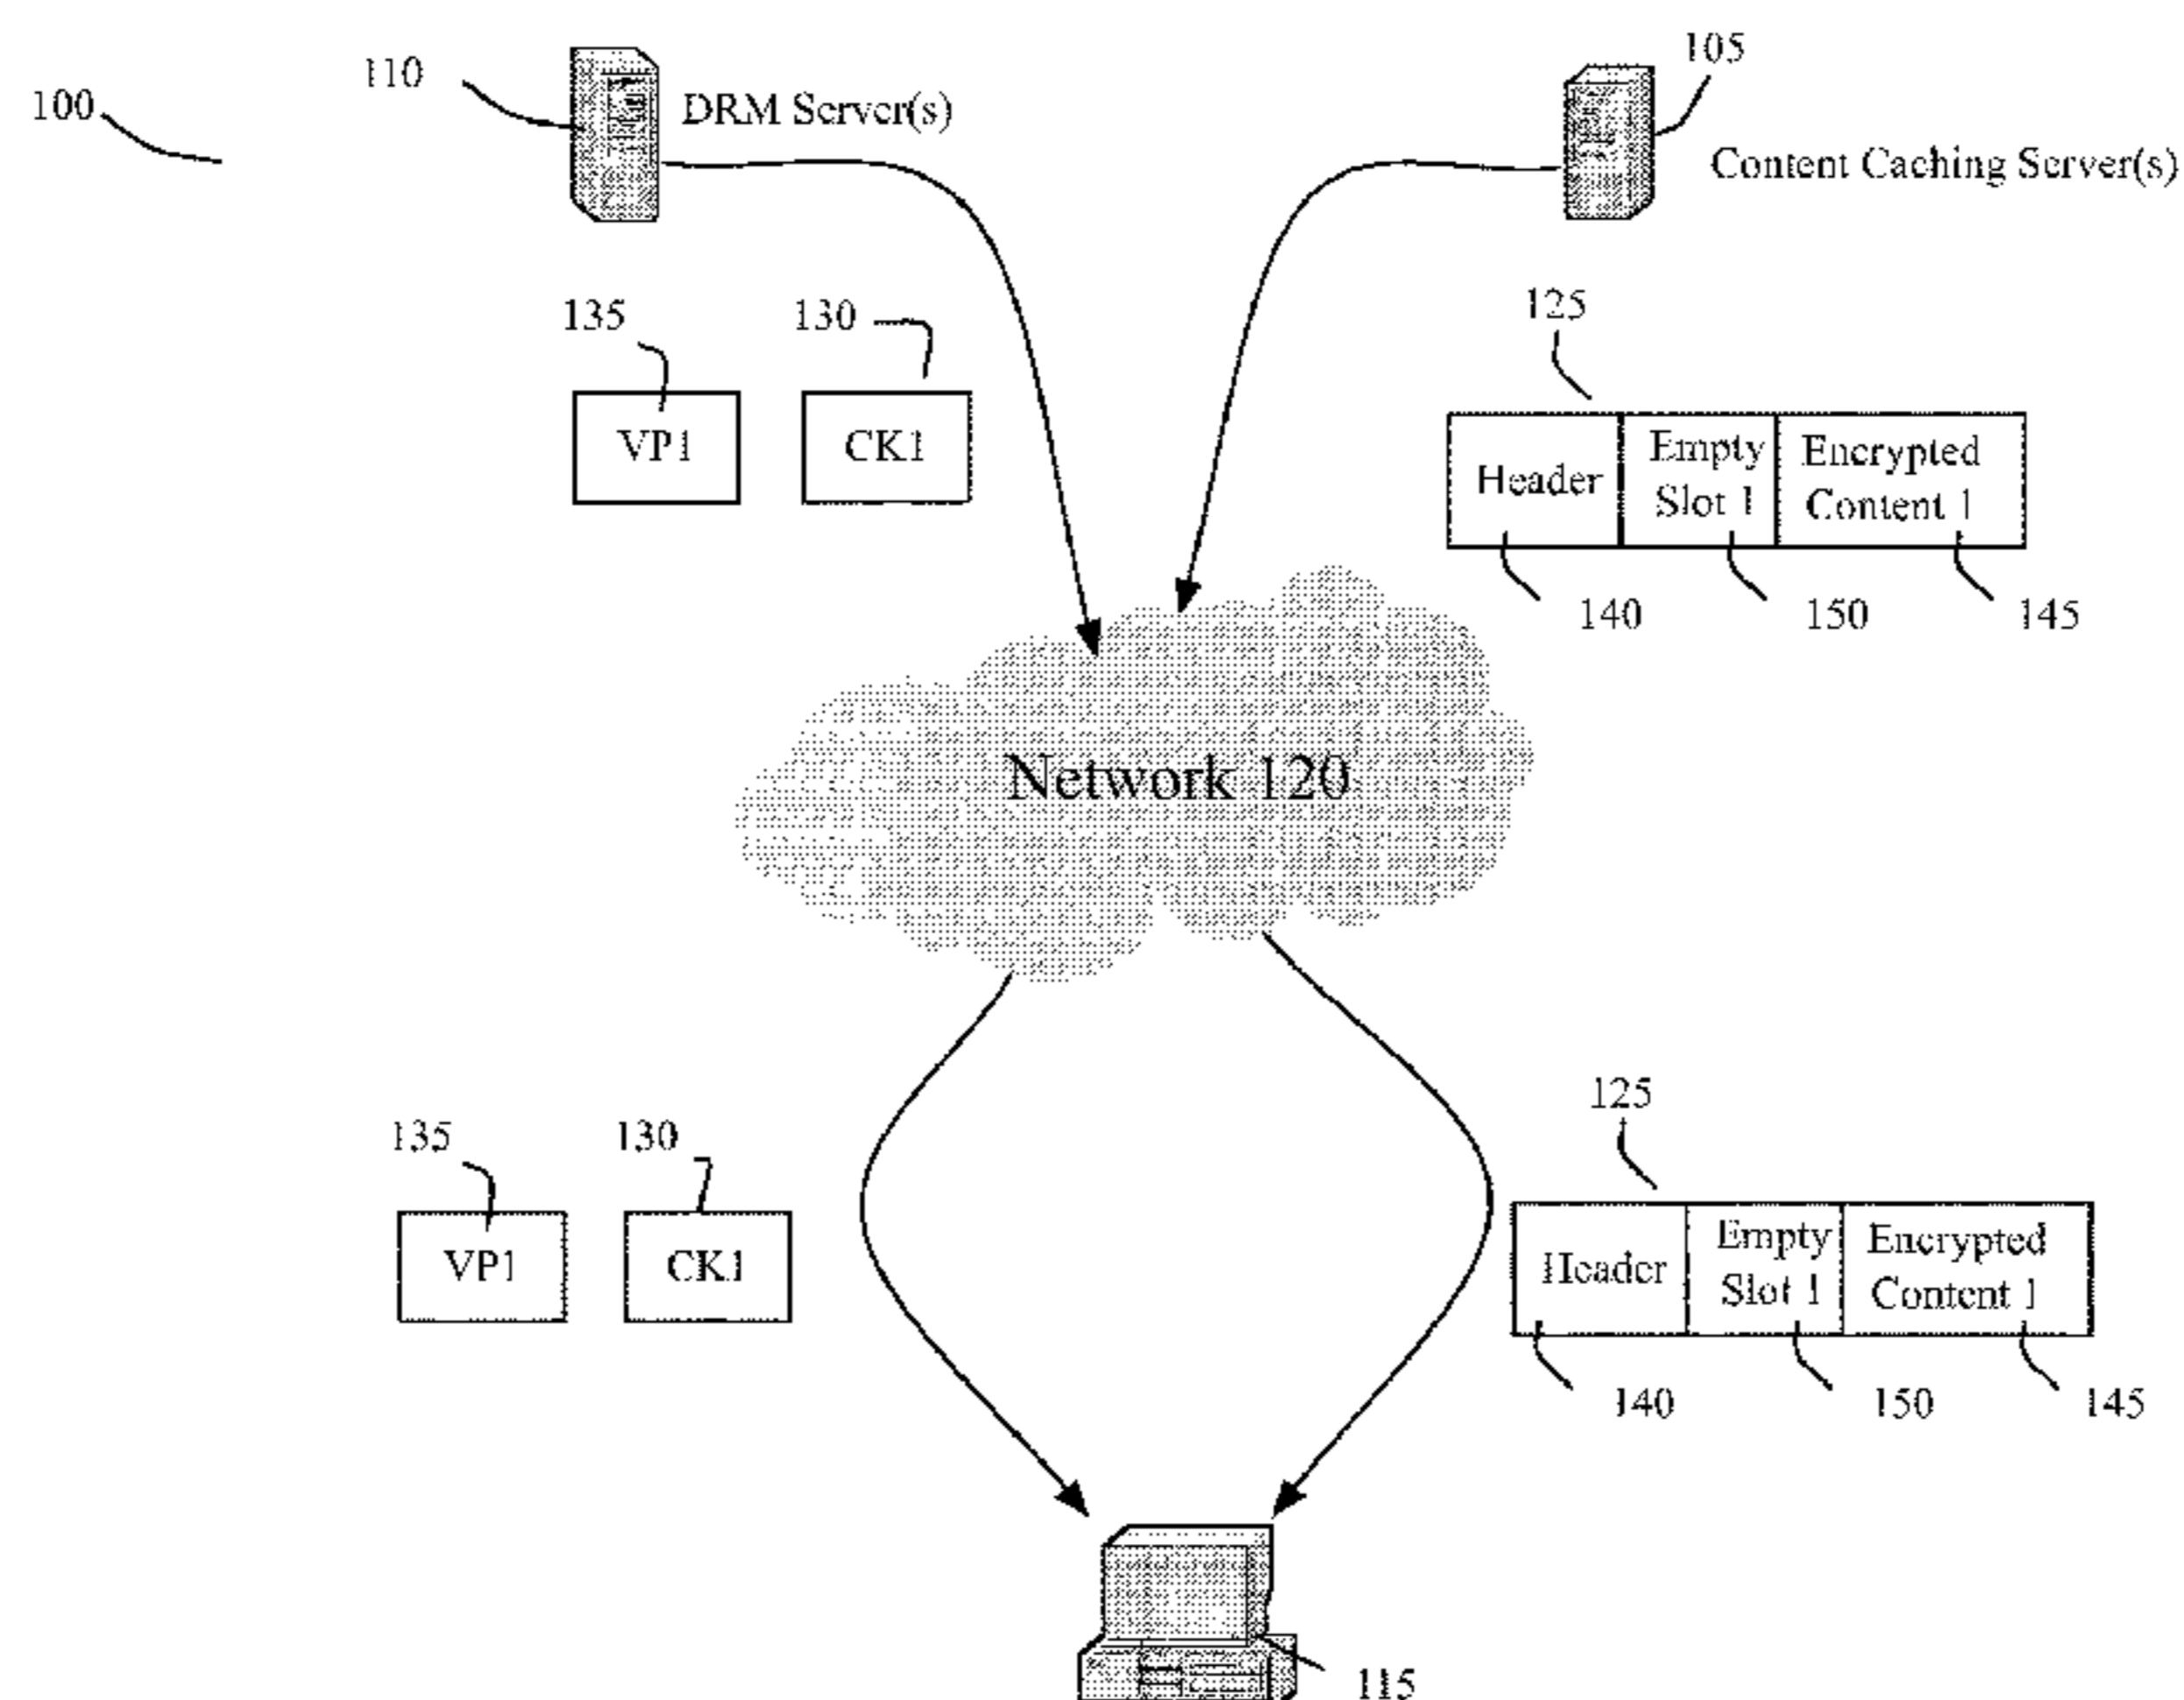 105
110
100
DRM Server(s)
Content Caching Server(s)
135
130
125
VP1
CK1
Header
Empty
Slot 1
Encrypted
Content 1
140
150
145
Network 120
125
135
130
VP1
CK1
Header
Empty
Slot 1
Encrypted
Content 1
140
150
145
115